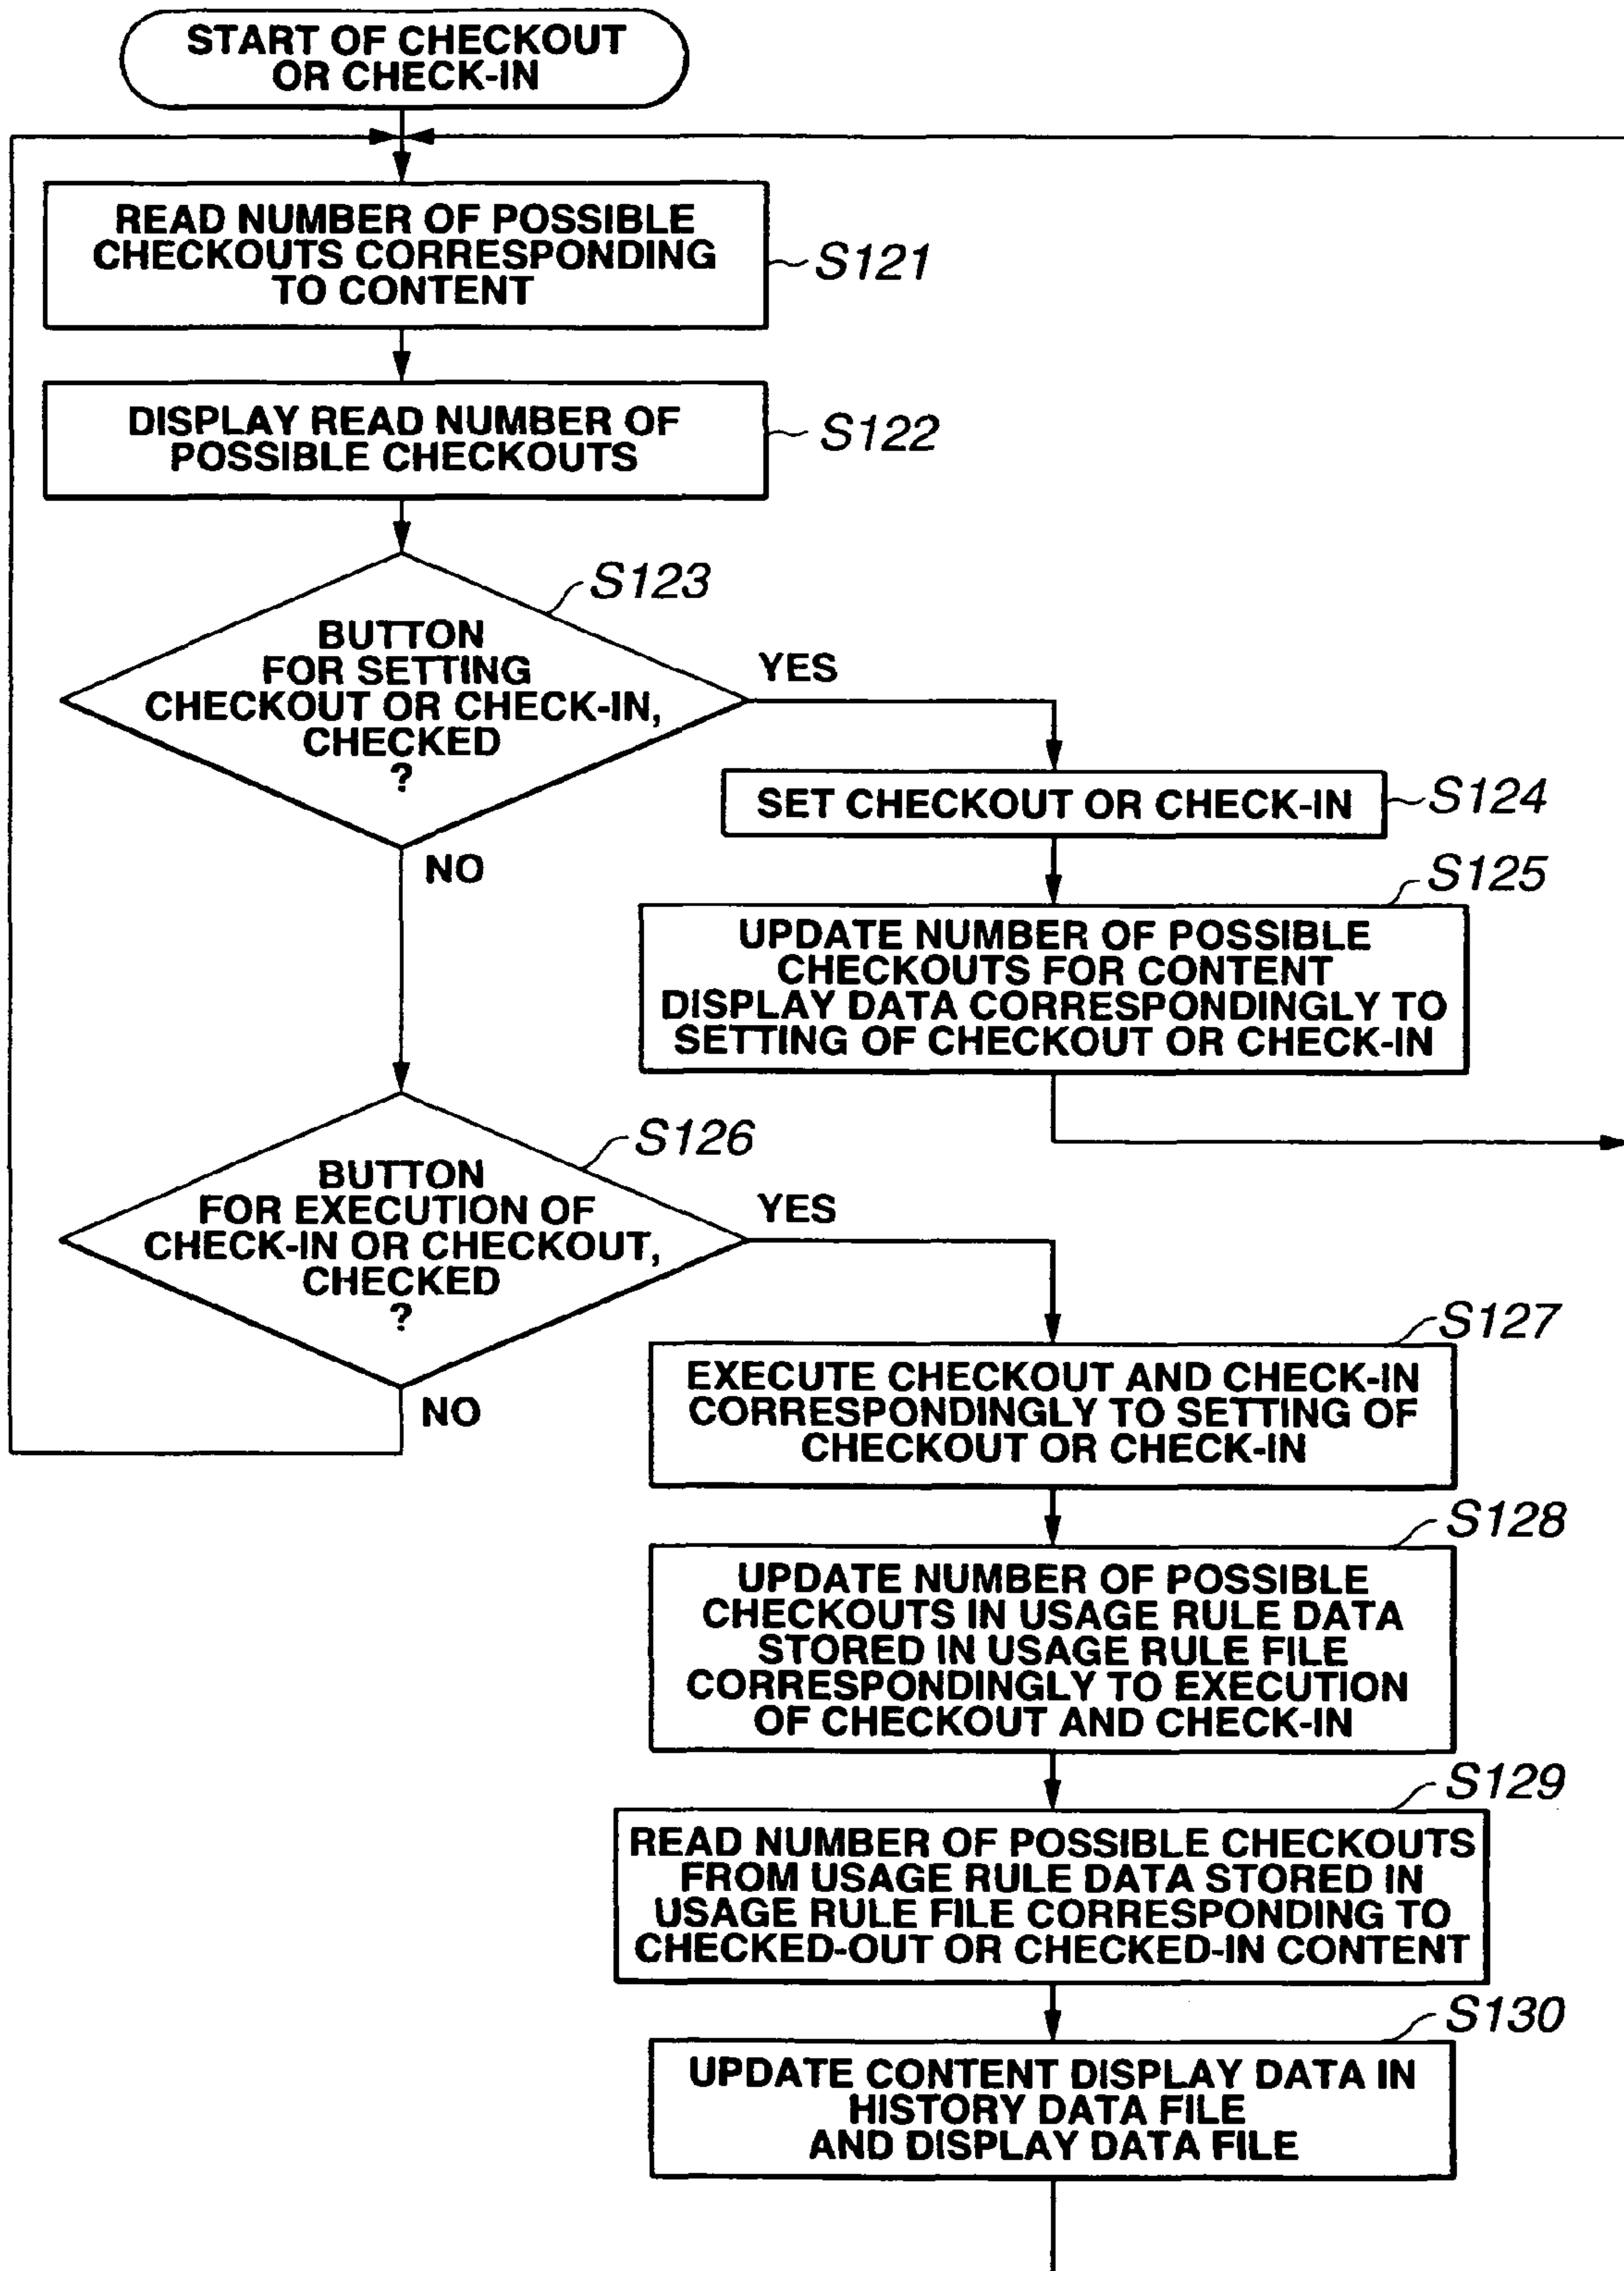 START OF CHECKOUT
OR CHECK-IN
READ NUMBER OF POSSIBLE
CHECKOUTS CORRESPONDING
TO CONTENT
S121
DISPLAY READ NUMBER OF
POSSIBLE CHECKOUTS
S122
S123
BUTTON
FOR SETTING
CHECKOUT OR CHECK-IN,
CHECKED
?
YES
NO
SET CHECKOUT OR CHECK-IN
S124
S125
UPDATE NUMBER OF POSSIBLE
CHECKOUTS FOR CONTENT
DISPLAY DATA CORRESPONDINGLY TO
SETTING OF CHECKOUT OR CHECK-IN
S126
BUTTON
FOR EXECUTION OF
CHECK-IN OR CHECKOUT,
CHECKED
?
YES
NO
S127
EXECUTE CHECKOUT AND CHECK-IN
CORRESPONDINGLY TO SETTING OF
CHECKOUT OR CHECK-IN
S128
UPDATE NUMBER OF POSSIBLE
CHECKOUTS IN USAGE RULE DATA
STORED IN USAGE RULE FILE
CORRESPONDINGLY TO EXECUTION
OF CHECKOUT AND CHECK-IN
S129
READ NUMBER OF POSSIBLE CHECKOUTS
FROM USAGE RULE DATA STORED IN
USAGE RULE FILE CORRESPONDING TO
CHECKED-OUT OR CHECKED-IN CONTENT
S130
UPDATE CONTENT DISPLAY DATA IN
HISTORY DATA FILE
AND DISPLAY DATA FILE